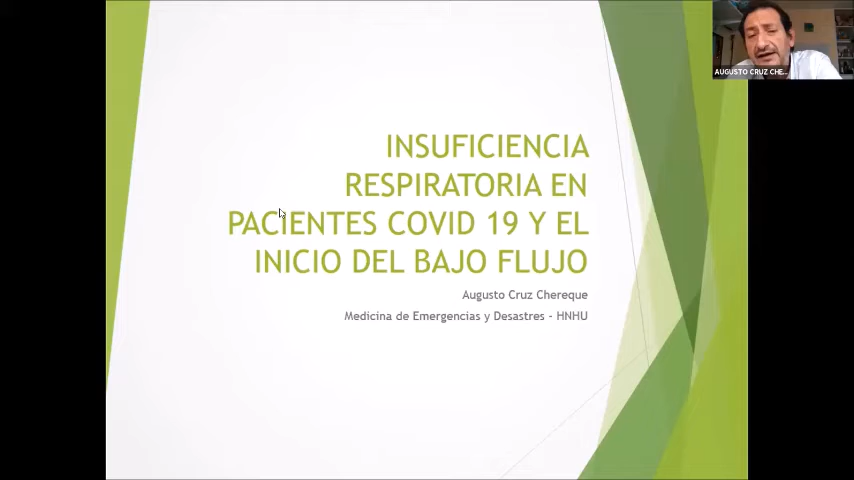 AUGUSTO CRUZ CHE...
INSUFICIENCIA
RESPIRATORIA EN
PACIENTES COVID 19 Y EL
INICIO DEL BAJO FLUJO
Augusto Cruz Chereque
Medicina de Emergencias y Desastres - HNHU